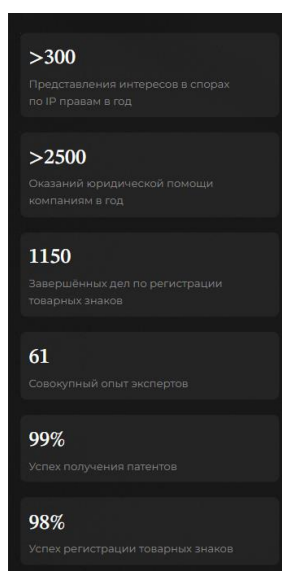 >300
Представления интересов в спорах
по IP правам в год
>2500
Оказаний юридической помощи
компаниям в год
1150
Завершённых дел по регистрации
товарных знаков
61
Совокупный опыт экспертов
99%
Успех получения патентов
98%
Успех регистрации товарных знаков